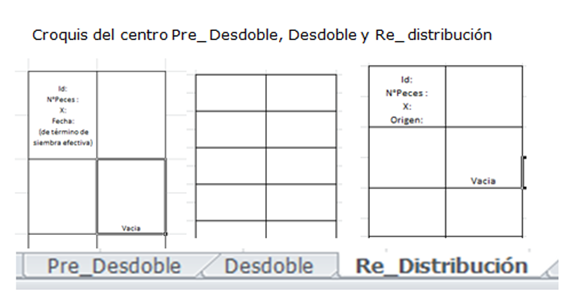 Croquis del centro Pre_ Desdoble, Desdoble y Re_ distribución
Id:
N°Peces :
X:
Fecha:
(de término de
siembra efectiva)
Vacia
Id:
N°Peces :
X:
Origen:
Vacia
Pre_Desdoble
Desdoble
Re_Distribución